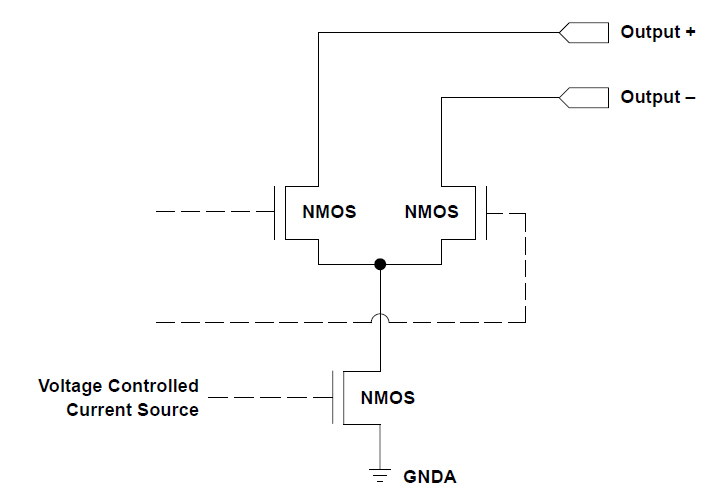 Output +
Output –
NMOS
NMOS
Voltage Controlled
Current Source
NMOS
GNDA